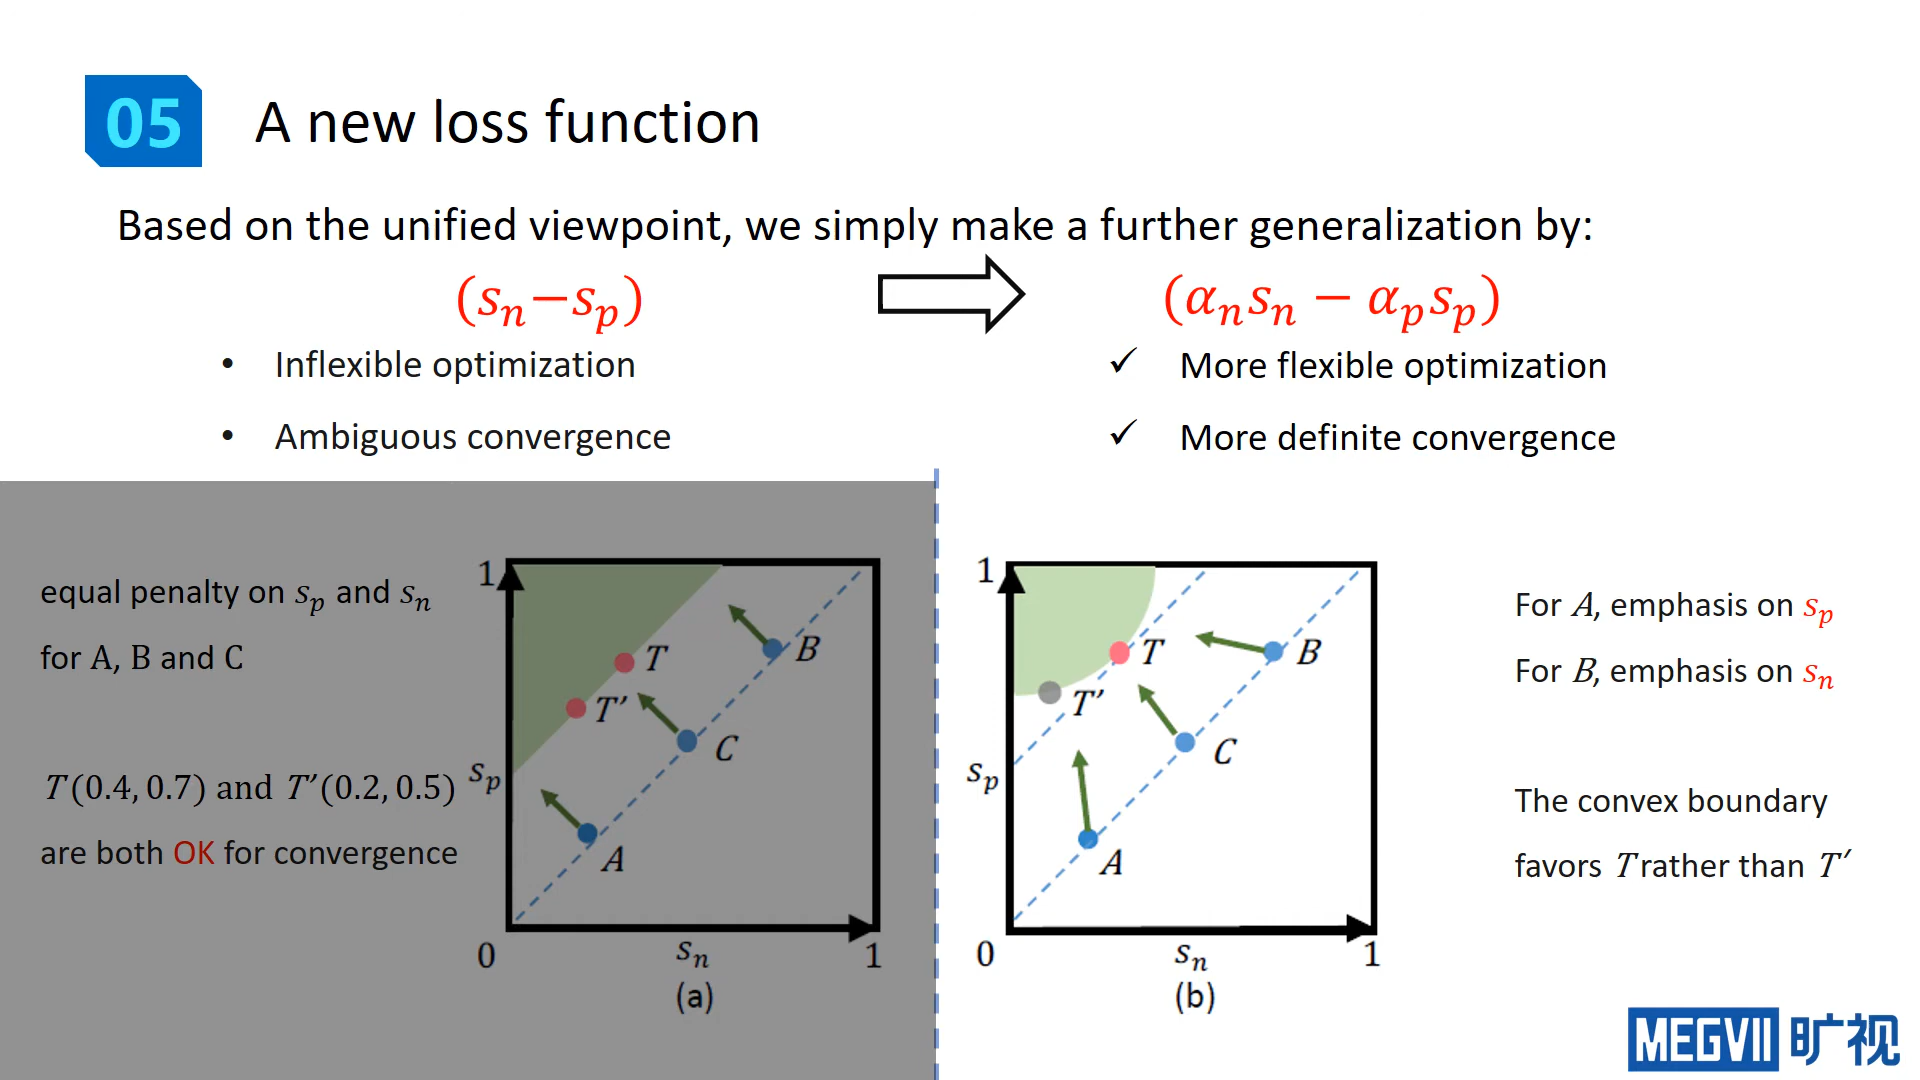 05
A new loss function
Based on the unified viewpoint, we simply make a further generalization by:
(sₙ−sₚ)
(αₙsₙ − αₚsₚ)
• Inflexible optimization
• Ambiguous convergence
✓ More flexible optimization
✓ More definite convergence
equal penalty on sₚ and sₙ
for A, B and C
T(0.4, 0.7) and T′(0.2, 0.5)
are both OK for convergence
1
B
T
T′
C
sₚ
A
0
sₙ
1
(a)
1
B
T
T′
C
sₚ
A
0
sₙ
1
(b)
For A, emphasis on sₚ
For B, emphasis on sₙ
The convex boundary
favors T rather than T′
MEGVII 旷视